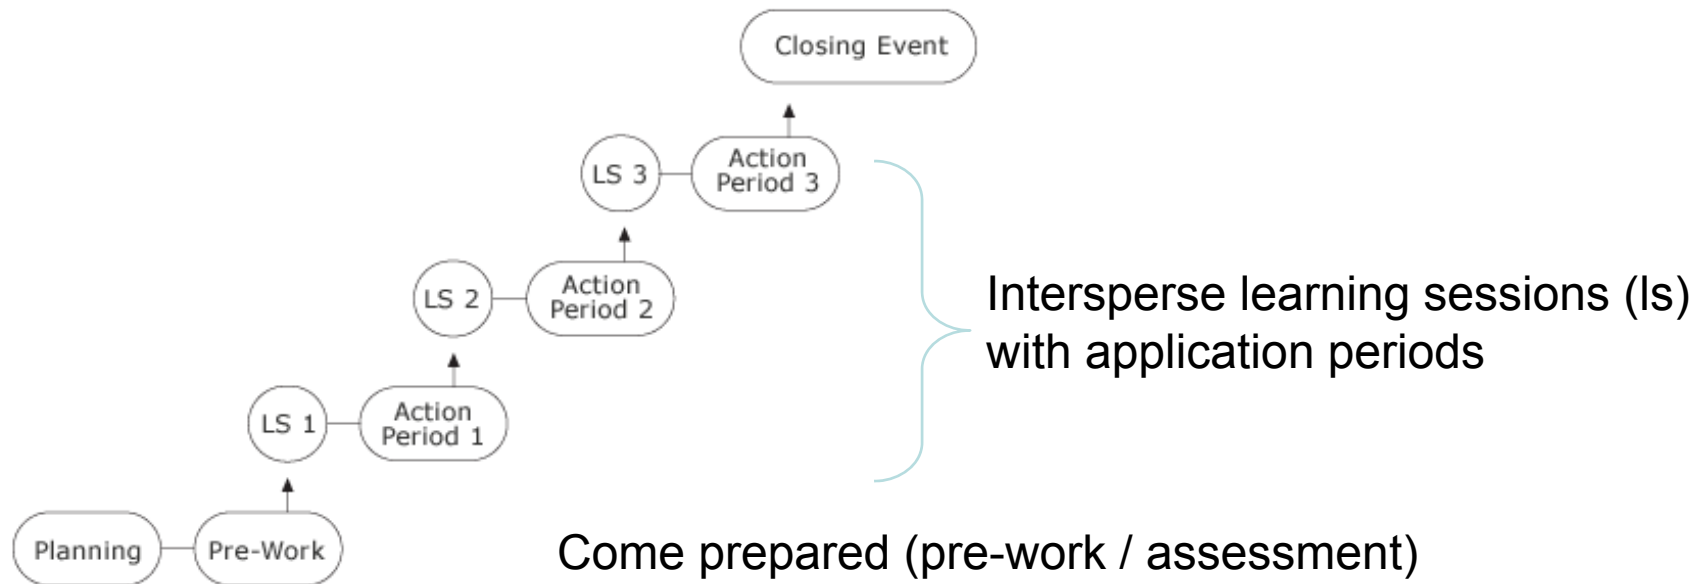 Closing Event
LS 3
Action
Period 3
LS 2
Action
Period 2
Intersperse learning sessions (ls)
with application periods
LS 1
Action
Period 1
Planning
Pre-Work
Come prepared (pre-work / assessment)